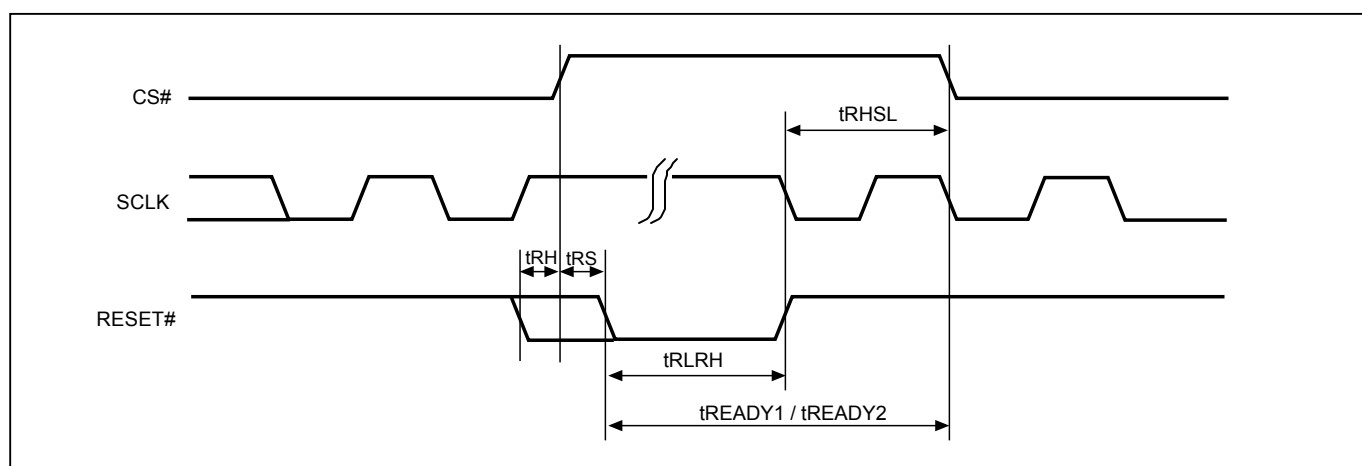 CS#
tRHSL
SCLK
tRH tRS
RESET#
tRLRH
tREADY1 / tREADY2